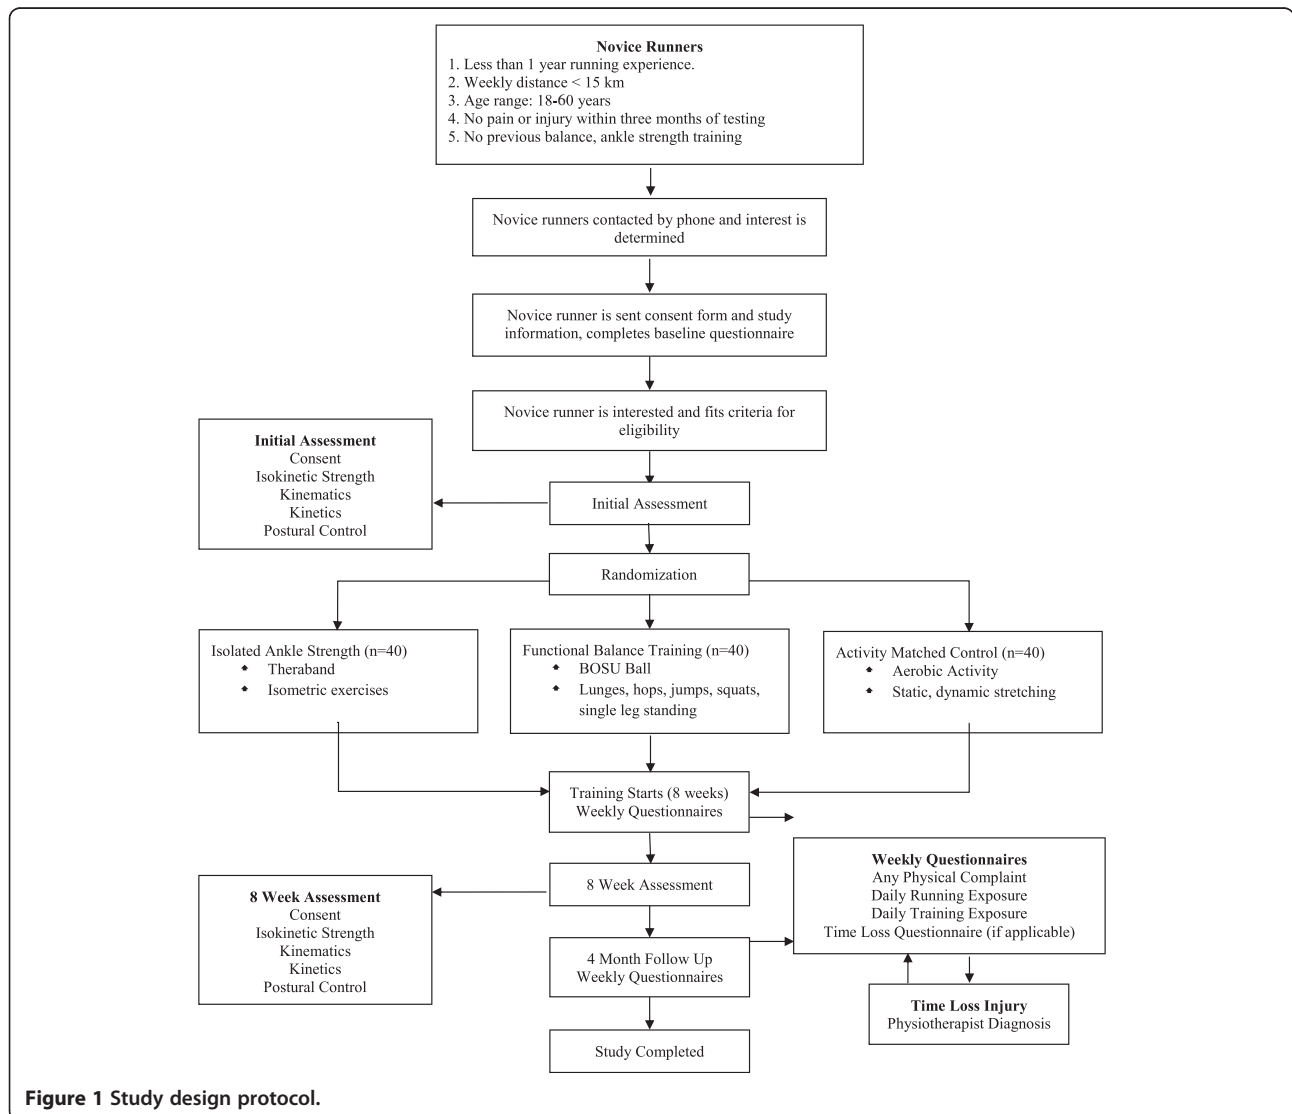 Novice Runners
1. Less than 1 year running experience.
2. Weekly distance < 15 km
3. Age range: 18-60 years
4. No pain or injury within three months of testing
5. No previous balance, ankle strength training
Novice runners contacted by phone and interest is
determined
Novice runner is sent consent form and study
information, completes baseline questionnaire
Novice runner is interested and fits criteria for
eligibility
Initial Assessment
Consent
Isokinetic Strength
Kinematics
Kinetics
Postural Control
Initial Assessment
Randomization
Isolated Ankle Strength (n=40)
Theraband
Isometric exercises
Functional Balance Training (n=40)
BOSU Ball
Lunges, hops, jumps, squats,
single leg standing
Activity Matched Control (n=40)
Aerobic Activity
Static, dynamic stretching
Training Starts (8 weeks)
Weekly Questionnaires
8 Week Assessment
8 Week Assessment
Consent
Isokinetic Strength
Kinematics
Kinetics
Postural Control
Weekly Questionnaires
Any Physical Complaint
Daily Running Exposure
Daily Training Exposure
Time Loss Questionnaire (if applicable)
4 Month Follow Up
Weekly Questionnaires
Time Loss Injury
Physiotherapist Diagnosis
Study Completed
Figure 1 Study design protocol.